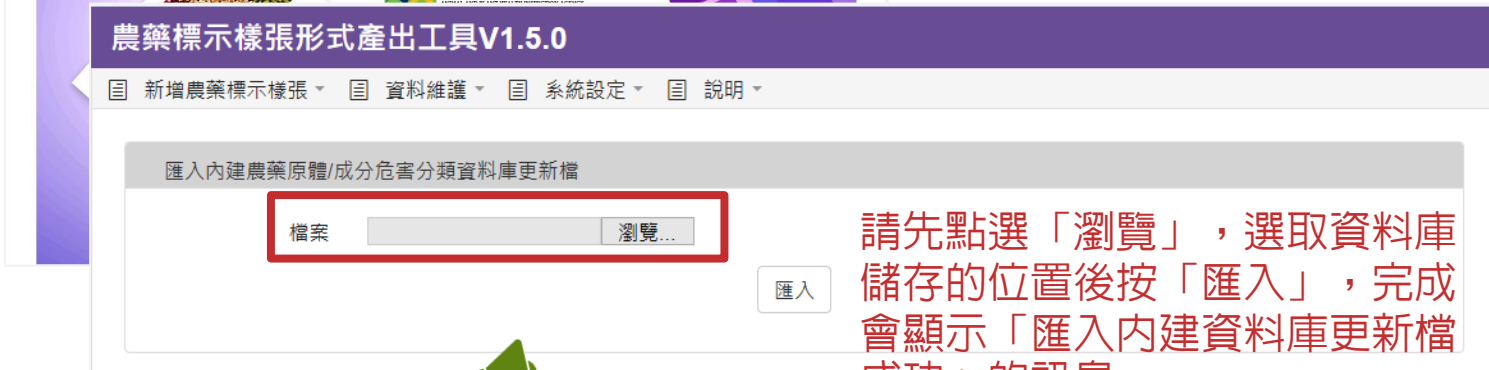 農藥標示樣張形式產出工具V1.5.0
新增農藥標示樣張 資料維護 系統設定 說明
匯入內建農藥原體/成分危害分類資料庫更新檔
檔案 瀏覽...
匯入
請先點選「瀏覽」，選取資料庫
儲存的位置後按「匯入」，完成
會顯示「匯入內建資料庫更新檔